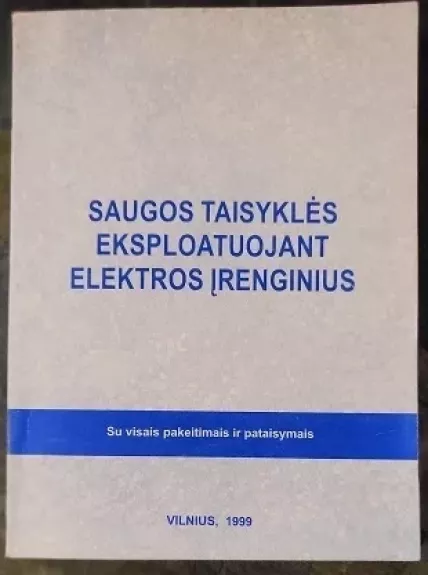 SAUGOS TAISYKLĖS
EKSPLOATUOJANT
ELEKTROS ĮRENGINIUS
Su visais pakeitimais ir pataisymais
VILNIUS, 1999